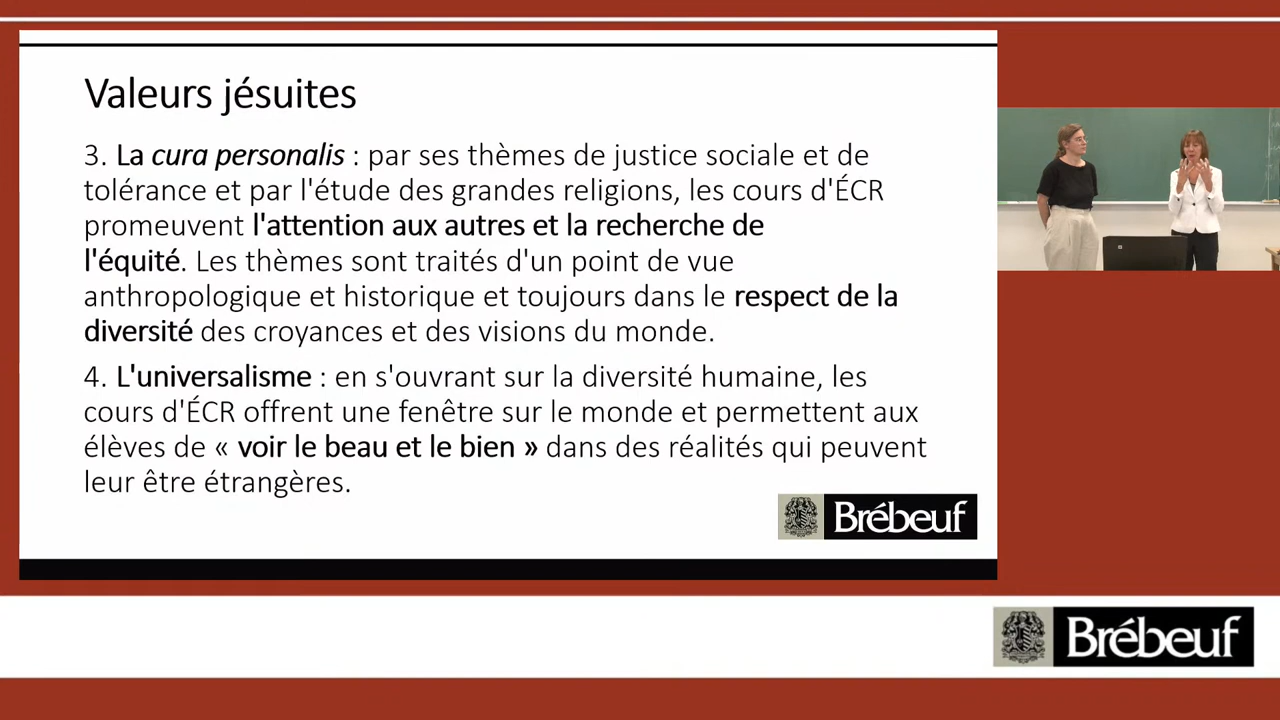 Valeurs jésuites
3. La cura personalis : par ses thèmes de justice sociale et de
tolérance et par l'étude des grandes religions, les cours d'ÉCR
promeuvent l'attention aux autres et la recherche de
l'équité. Les thèmes sont traités d'un point de vue
anthropologique et historique et toujours dans le respect de la
diversité des croyances et des visions du monde.
4. L'universalisme : en s'ouvrant sur la diversité humaine, les
cours d'ÉCR offrent une fenêtre sur le monde et permettent aux
élèves de « voir le beau et le bien » dans des réalités qui peuvent
leur être étrangères.
Brébeuf
Brébeuf